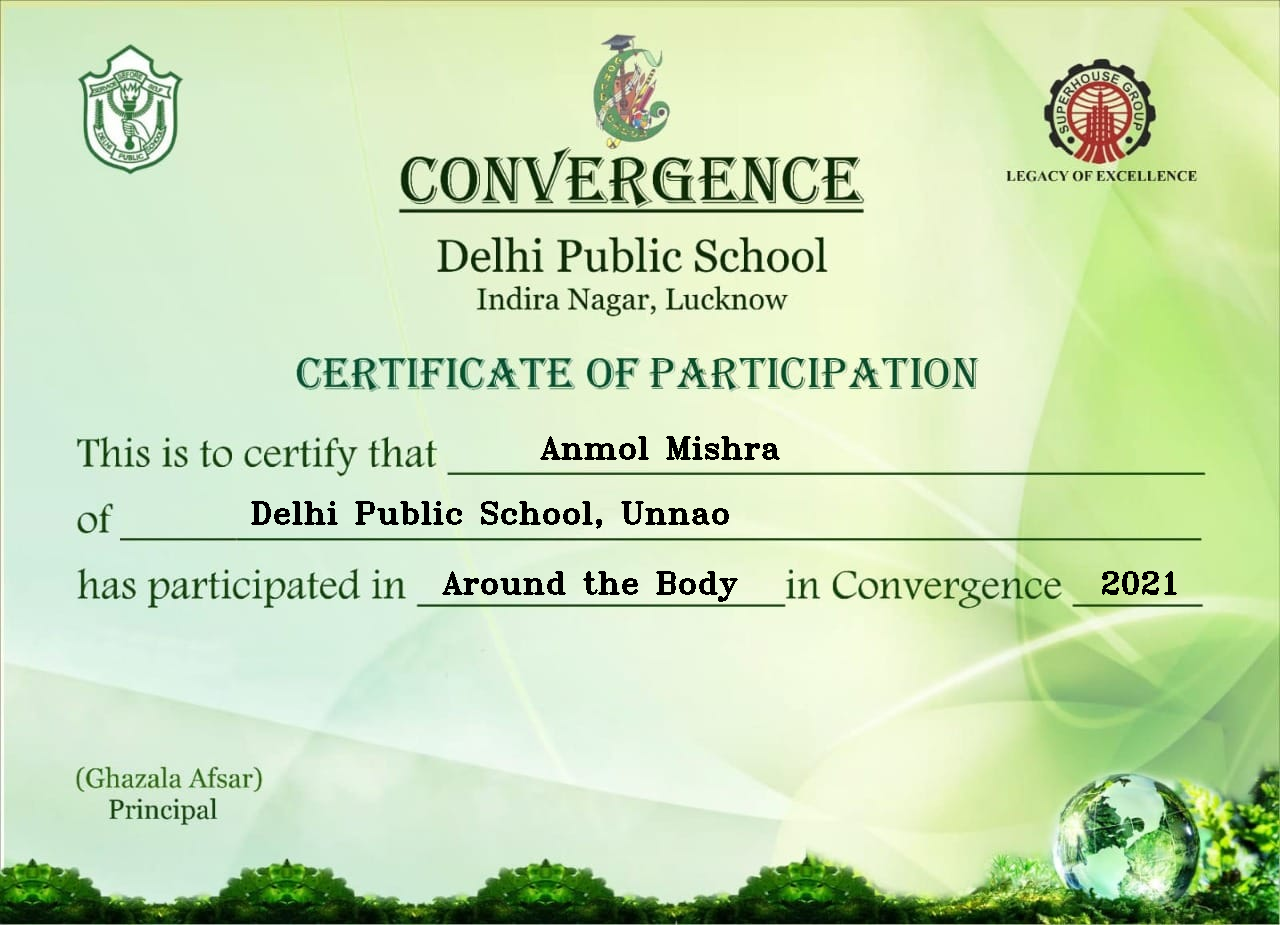 SERVICE BEFORE SELF
DELHI PUBLIC SCHOOL
SUPERHOUSE GROUP
LEGACY OF EXCELLENCE
CONVERGENCE
Delhi Public School
Indira Nagar, Lucknow
CERTIFICATE OF PARTICIPATION
This is to certify that Anmol Mishra
of Delhi Public School, Unnao
has participated in Around the Body in Convergence 2021
(Ghazala Afsar)
Principal